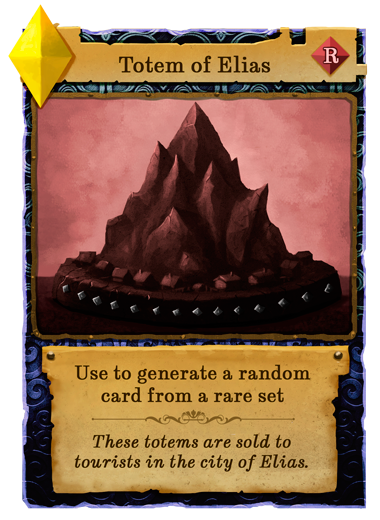 Totem of Elias
R
Use to generate a random
card from a rare set
These totems are sold to
tourists in the city of Elias.